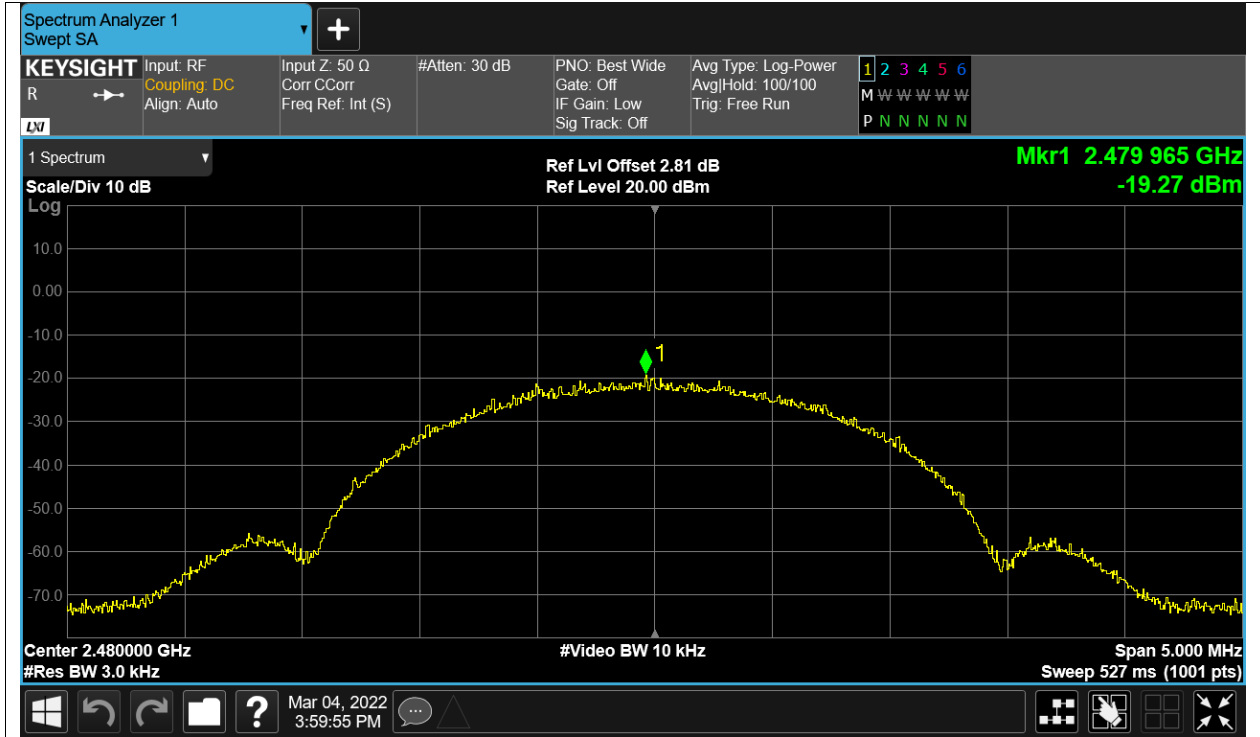 Spectrum Analyzer 1
Swept SA
+
KEYSIGHT
R
LXI
Input: RF
Coupling: DC
Align: Auto
Input Z: 50 Ω
Corr CCorr
Freq Ref: Int (S)
#Atten: 30 dB
PNO: Best Wide
Gate: Off
IF Gain: Low
Sig Track: Off
Avg Type: Log-Power
Avg|Hold: 100/100
Trig: Free Run
1 2 3 4 5 6
M W W W W W
P N N N N N N
1 Spectrum
Scale/Div 10 dB
Log
Ref Lvl Offset 2.81 dB
Ref Level 20.00 dBm
Mkr1 2.479 965 GHz
-19.27 dBm
10.0
0.00
-10.0
1
-20.0
-30.0
-40.0
-50.0
-60.0
-70.0
Center 2.480000 GHz
#Video BW 10 kHz
Span 5.000 MHz
#Res BW 3.0 kHz
Sweep 527 ms (1001 pts)
?
Mar 04, 2022
3:59:55 PM